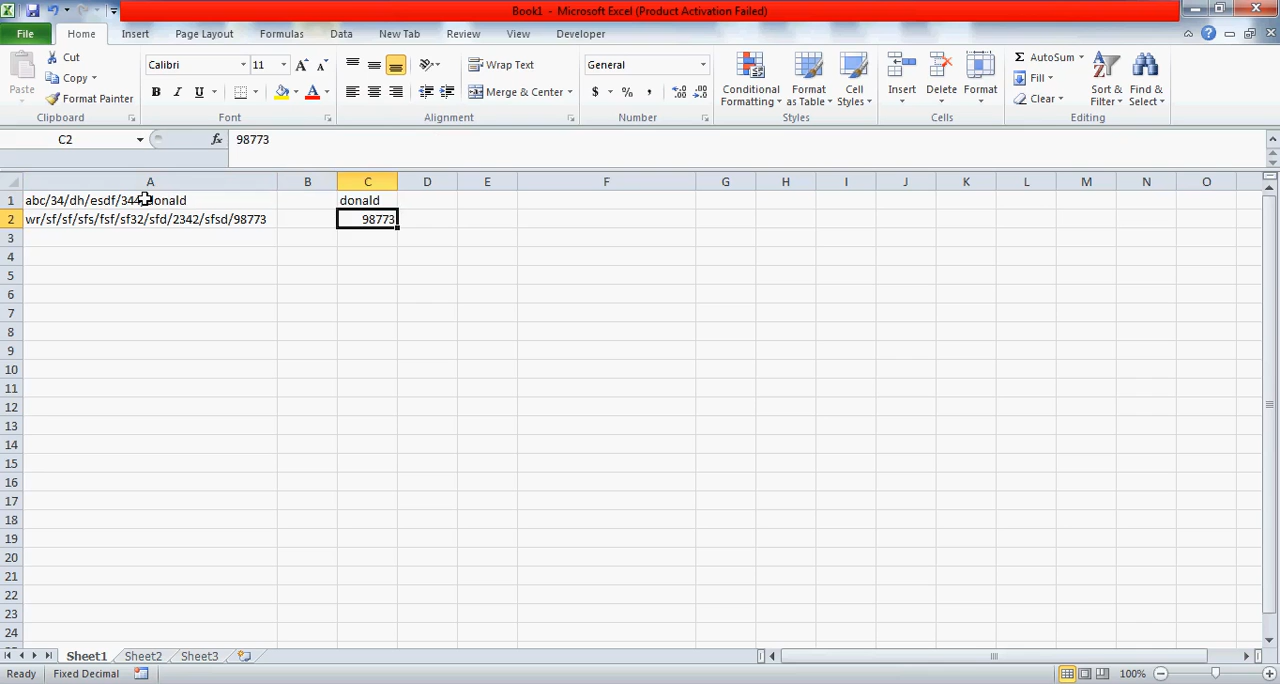 Book1 - Microsoft Excel (Product Activation Failed)
File Home Insert Page Layout Formulas Data New Tab Review View Developer
Cut
Copy
Format Painter
Paste
Clipboard
Calibri 11
B I U A
Font
Wrap Text
Merge & Center
Alignment
General
$ % ,
Number
Conditional Formatting
Format as Table
Cell Styles
Styles
Insert Delete Format
Cells
AutoSum
Fill
Clear
Sort & Filter
Find & Select
Editing
C2 fx 98773
A B C D E F G H I J K L M N O
1 abc/34/dh/esdf/344 donald
2 wr/sf/sf/sfs/fsf/sf32/sfd/2342/sfsd/98773 98773
3
4
5
6
7
8
9
10
11
12
13
14
15
16
17
18
19
20
21
22
23
24
Sheet1 Sheet2 Sheet3
Ready Fixed Decimal 100%